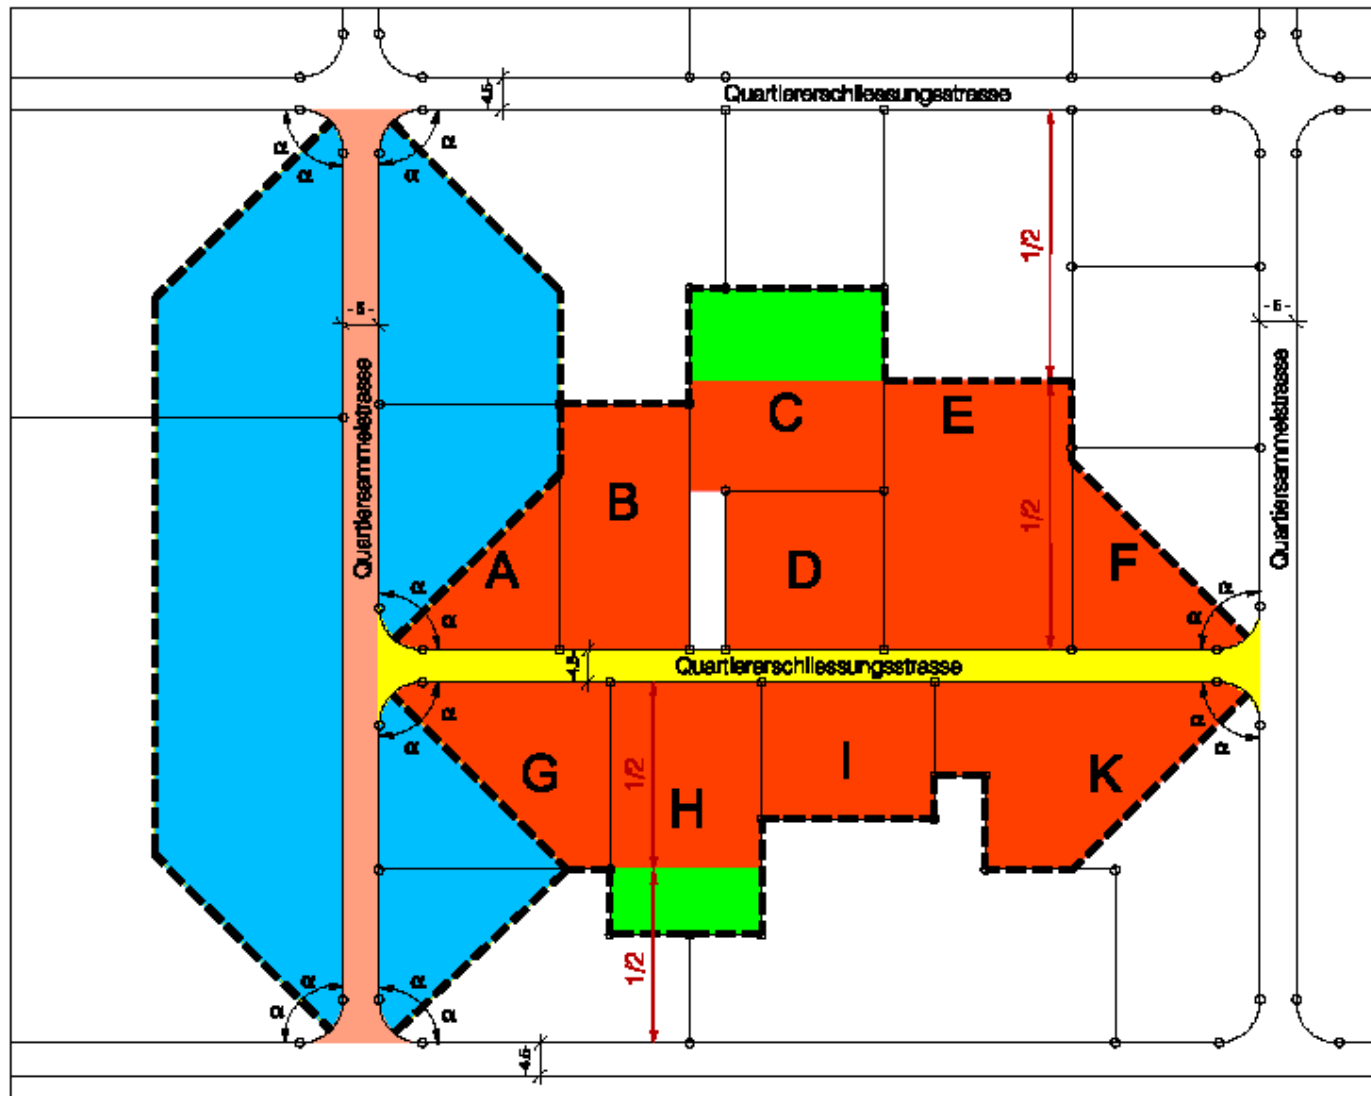 4.5
Quartiererschliessungsstrasse
α
α
α
α
1/2
5
5
Quartiersammelstrasse
Quartiersammelstrasse
C
E
B
1/2
A
D
F
α
α
α
α
4.5
Quartiererschliessungsstrasse
α
α
α
α
G
1/2
H
I
K
1/2
α
α
α
α
4.5